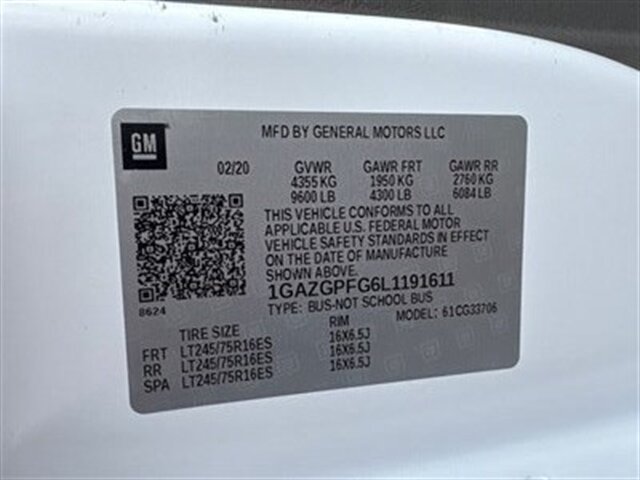 GM
MFD BY GENERAL MOTORS LLC
02/20 GVWR GAWR FRT GAWR RR
4355 KG 1950 KG 2760 KG
9600 LB 4300 LB 6084 LB
THIS VEHICLE CONFORMS TO ALL
APPLICABLE U.S. FEDERAL MOTOR
VEHICLE SAFETY STANDARDS IN EFFECT
ON THE DATE OF MANUFACTURE
SHOWN ABOVE
1GAZGPFG6L1191611
TYPE: BUS-NOT SCHOOL BUS
8624 MODEL: 61CG33706
TIRE SIZE RIM
FRT LT245/75R16ES 16X6.5J
RR LT245/75R16ES 16X6.5J
SPA LT245/75R16ES 16X6.5J